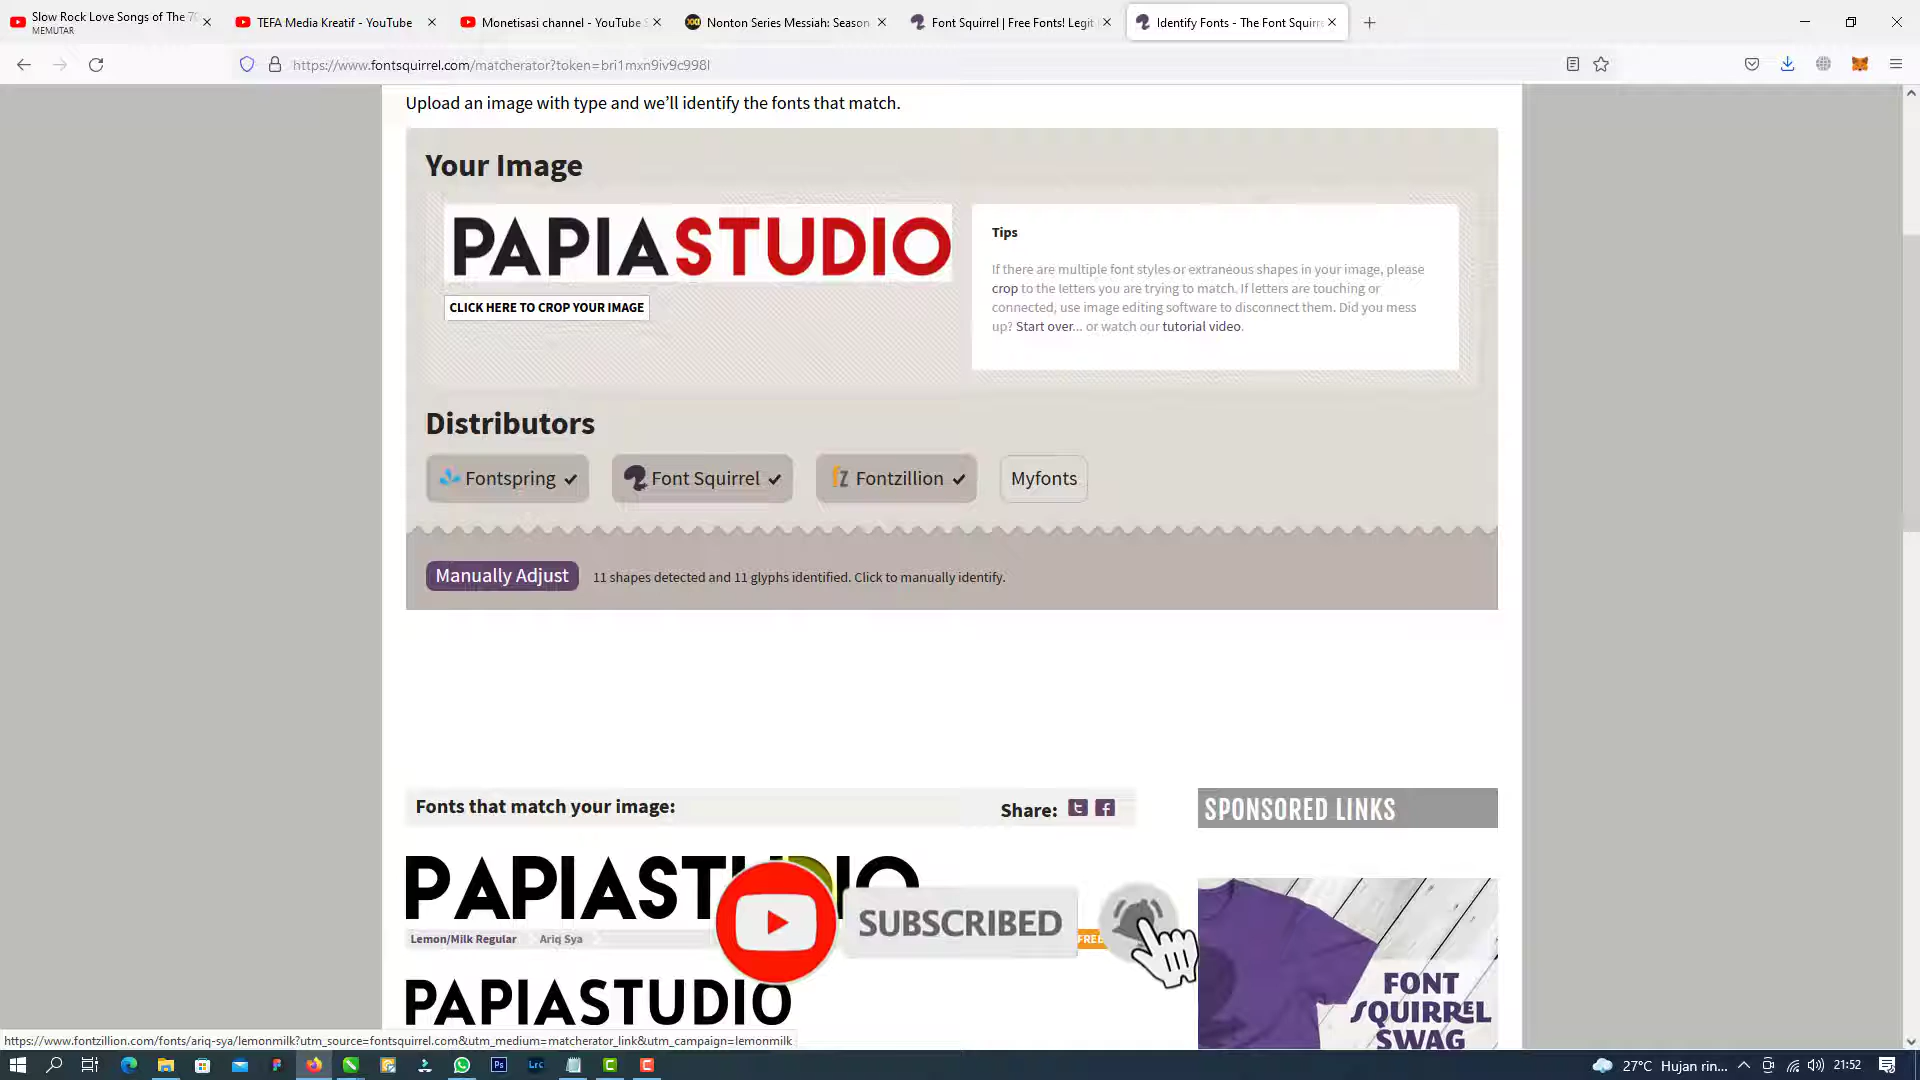 Slow Rock Love Songs of The 70
MEMUTAR
TEFA Media Kreatif - YouTube
Monetisasi channel - YouTube S
Nonton Series Messiah: Season
Font Squirrel | Free Fonts! Legit
Identify Fonts - The Font Squirre
https://www.fontsquirrel.com/matcherator?token=bri1mxn9iv9c998l
Upload an image with type and we'll identify the fonts that match.
Your Image
PAPIASTUDIO
CLICK HERE TO CROP YOUR IMAGE
Tips
If there are multiple font styles or extraneous shapes in your image, please
crop to the letters you are trying to match. If letters are touching or
connected, use image editing software to disconnect them. Did you mess
up? Start over... or watch our tutorial video.
Distributors
Fontspring
Font Squirrel
fz Fontzillion
Myfonts
Manually Adjust
11 shapes detected and 11 glyphs identified. Click to manually identify.
Fonts that match your image:
Share:
SPONSORED LINKS
PAPIASTUDIO
Lemon/Milk Regular
Ariq Sya
SUBSCRIBED
FREE
PAPIASTUDIO
FONT
SQUIRREL
SWAG
https://www.fontzillion.com/fonts/ariq-sya/lemonmilk?utm_source=fontsquirrel.com&utm_medium=matcherator_link&utm_campaign=lemonmilk
Ps
Lrc
27°C Hujan rin...
21:52